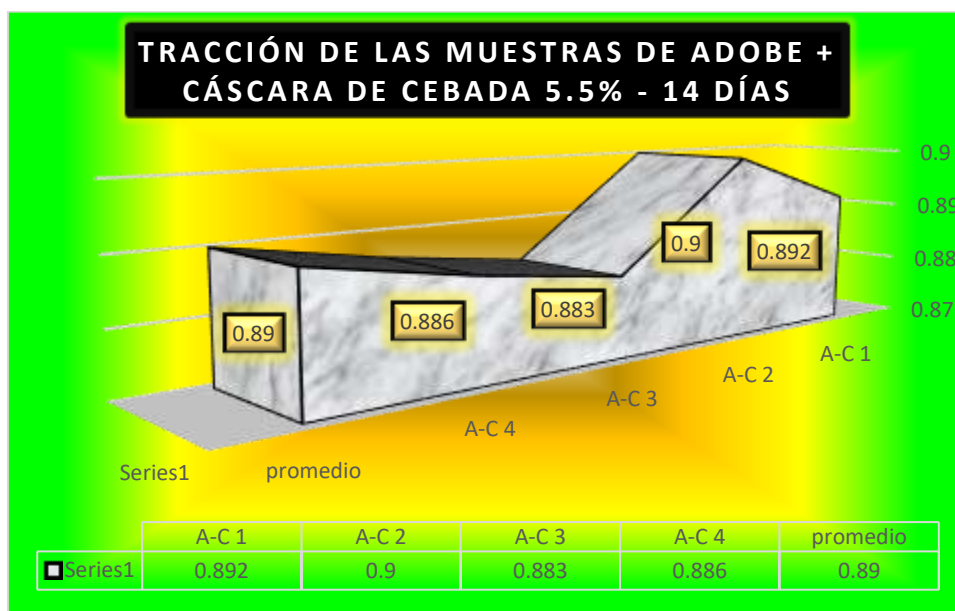 TRACCIÓN DE LAS MUESTRAS DE ADOBE +
CÁSCARA DE CEBADA 5.5% - 14 DÍAS
0.9
0.89
0.88
0.87
0.89
0.886
0.883
0.9
0.892
A-C 1
A-C 2
A-C 3
A-C 4
promedio
Series1
A-C 1 A-C 2 A-C 3 A-C 4 promedio
Series1 0.892 0.9 0.883 0.886 0.89